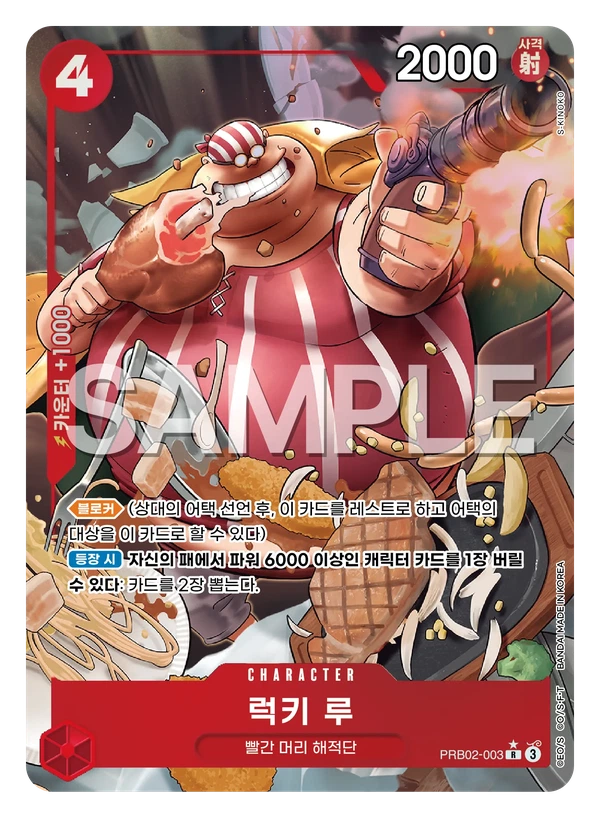 4
2000
사격
射
S.KINOKO
카운터 +1000
SAMPLE
블로커 (상대의 어택 선언 후, 이 카드를 레스트로 하고 어택의
대상을 이 카드로 할 수 있다)
등장 시 자신의 패에서 파워 6000 이상인 캐릭터 카드를 1장 버릴
수 있다: 카드를 2장 뽑는다.
CHARACTER
럭키 루
빨간 머리 해적단
PRB02-003 R 3
©EO/S ©O/S·F·T BANDAI MADE IN KOREA